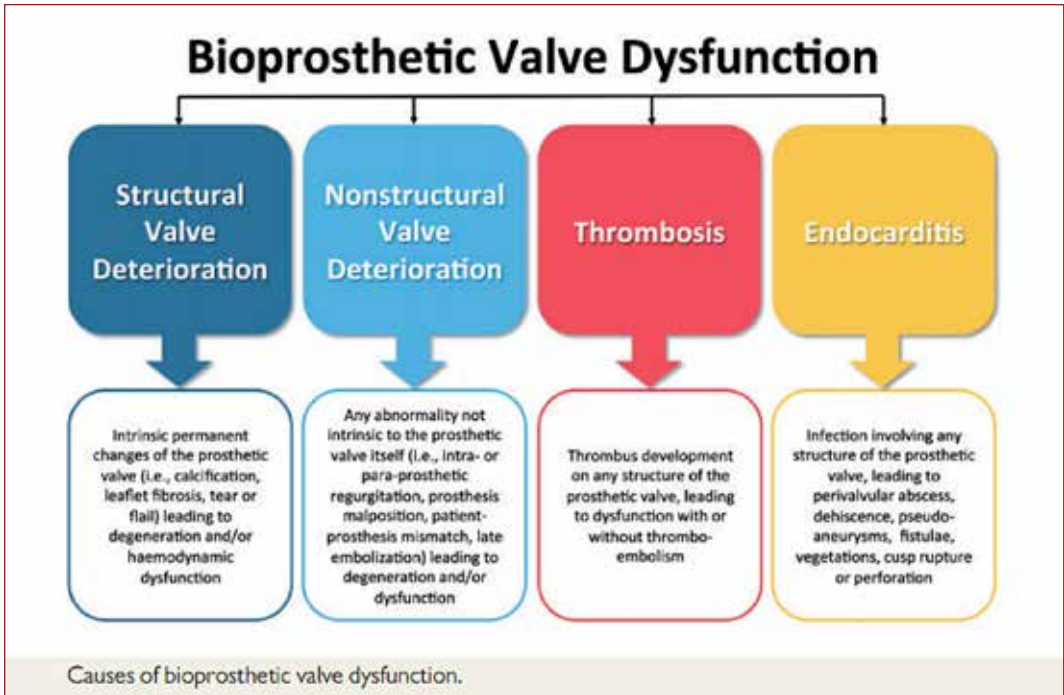 Bioprosthetic Valve Dysfunction
Structural
Valve
Deterioration
Nonstructural
Valve
Deterioration
Thrombosis
Endocarditis
Intrinsic permanent
changes of the prosthetic
valve (i.e., calcification,
leaflet fibrosis, tear or
flail) leading to
degeneration and/or
haemodynamic
dysfunction
Any abnormality not
intrinsic to the prosthetic
valve itself (i.e., intra- or
para-prosthetic
regurgitation, prosthesis
malposition, patient-
prosthesis mismatch, late
embolization) leading to
degeneration and/or
dysfunction
Thrombus development
on any structure of the
prosthetic valve, leading
to dysfunction with or
without thrombo-
embolism
Infection involving any
structure of the prosthetic
valve, leading to
perivalvular abscess,
dehiscence, pseudo-
aneurysms, fistulae,
vegetations, cusp rupture
or perforation
Causes of bioprosthetic valve dysfunction.